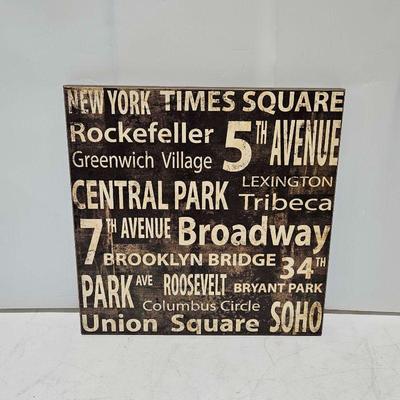 NEW YORK TIMES SQUARE
Rockefeller 5TH AVENUE
Greenwich Village
LEXINGTON
CENTRAL PARK Tribeca
7TH AVENUE Broadway
BROOKLYN BRIDGE 34TH
PARK AVE ROOSEVELT BRYANT PARK
Columbus Circle
Union Square SOHO